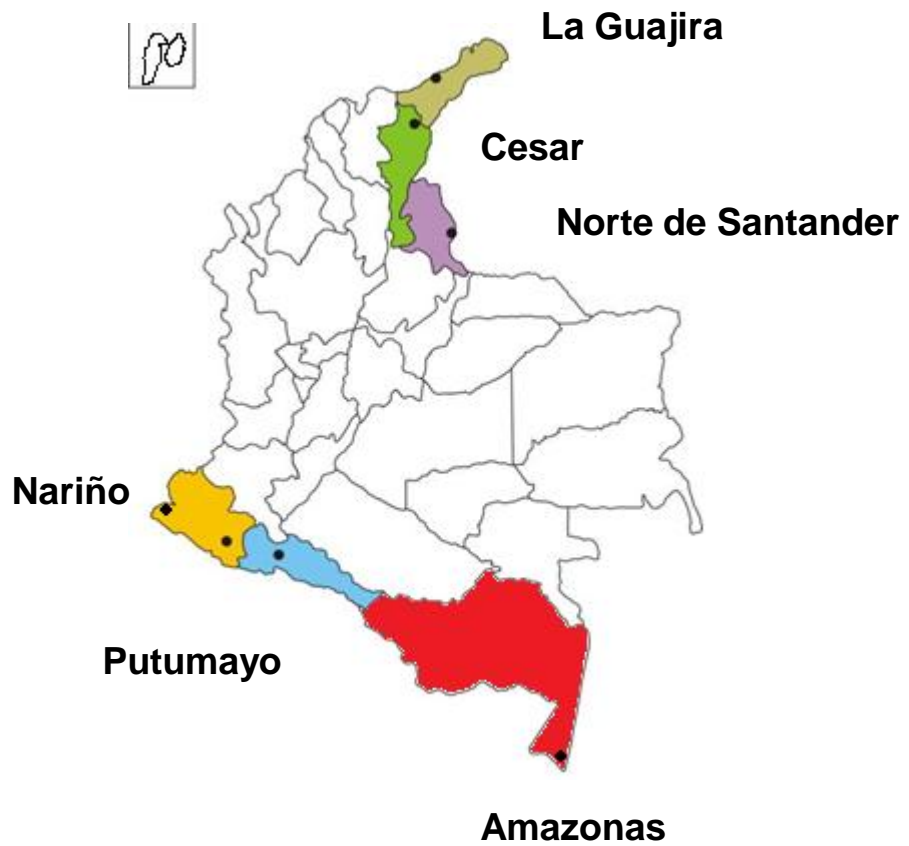 La Guajira
Cesar
Norte de Santander
Nariño
Putumayo
Amazonas